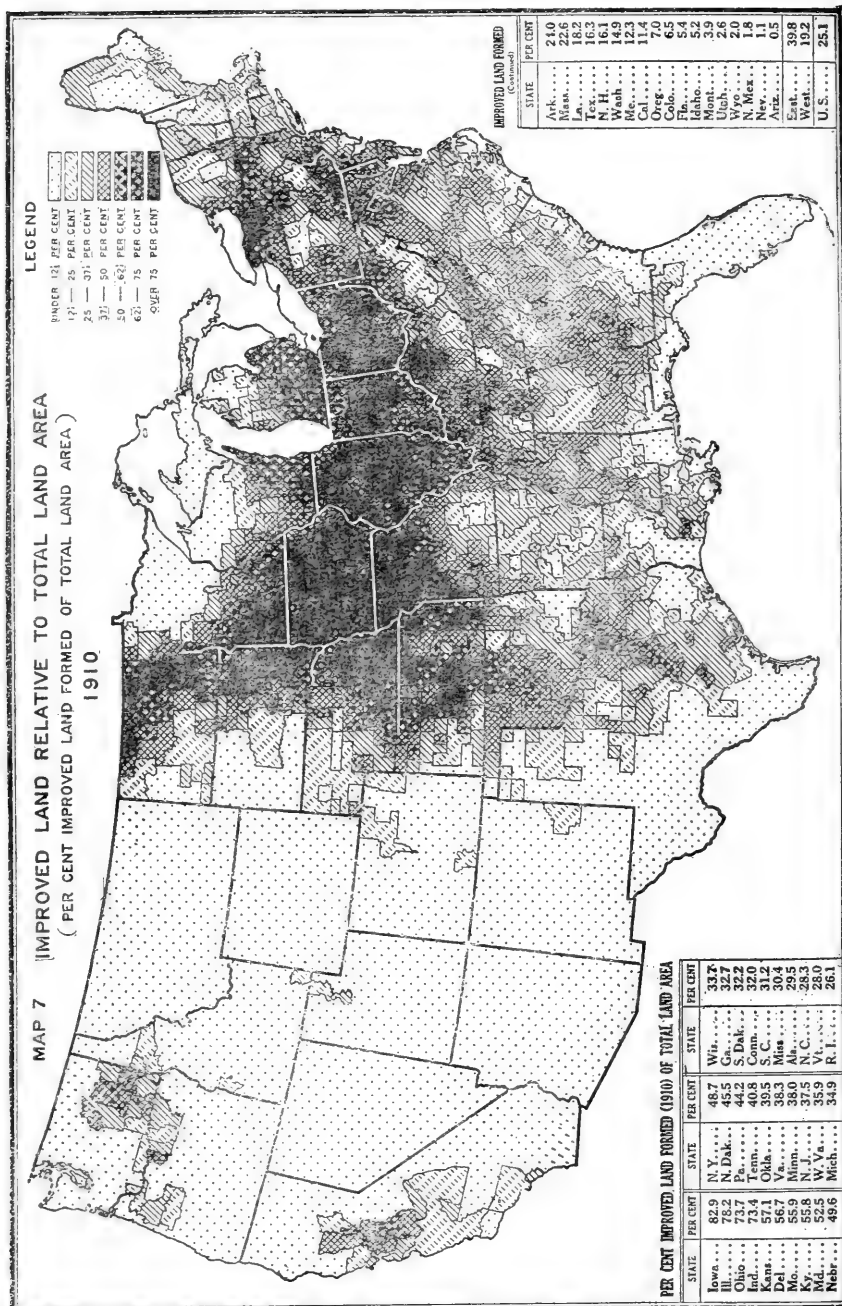 MAP 7 IMPROVED LAND RELATIVE TO TOTAL LAND AREA
( PER CENT IMPROVED LAND FORMED OF TOTAL LAND AREA )
1910
LEGEND
UNDER 12½ PER CENT
12½ — 25 PER CENT
25 — 37½ PER CENT
37½ — 50 PER CENT
50 — 62½ PER CENT
62½ — 75 PER CENT
OVER 75 PER CENT
PER CENT IMPROVED LAND FORMED (1910) OF TOTAL LAND AREA
STATE PER CENT STATE PER CENT STATE PER CENT
Iowa.... 82.9 N. Y..... 48.7 Wis..... 33.7
Ill....... 78.2 N. Dak... 45.5 Ga...... 32.7
Ohio.... 73.7 Pa...... 44.2 S. Dak... 32.2
Ind...... 73.4 Tenn.... 40.8 Conn.... 32.0
Kans.... 57.1 Okla.... 39.5 S. C..... 31.2
Del..... 56.7 Va...... 38.3 Miss.... 30.4
Mo..... 55.9 Minn.... 38.0 Ala..... 29.5
Ky...... 55.8 N. J..... 37.5 N. C.... 28.3
Md..... 52.5 W. Va... 35.9 Vt...... 28.0
Nebr.... 49.6 Mich.... 34.9 R. I..... 26.1
IMPROVED LAND FORMED
(Continued)
STATE PER CENT
Ark..... 24.0
Mass.... 22.6
La...... 18.2
Tex..... 16.3
N. H.... 16.1
Wash... 14.9
Me..... 12.3
Cal..... 11.4
Oreg.... 7.0
Colo.... 6.5
Fla..... 5.4
Idaho... 5.2
Mont... 3.9
Utah.... 2.6
Wyo.... 2.0
N. Mex. 1.8
Nev.... 1.1
Ariz.... 0.5
East.... 39.8
West.... 19.2
U. S..... 25.1